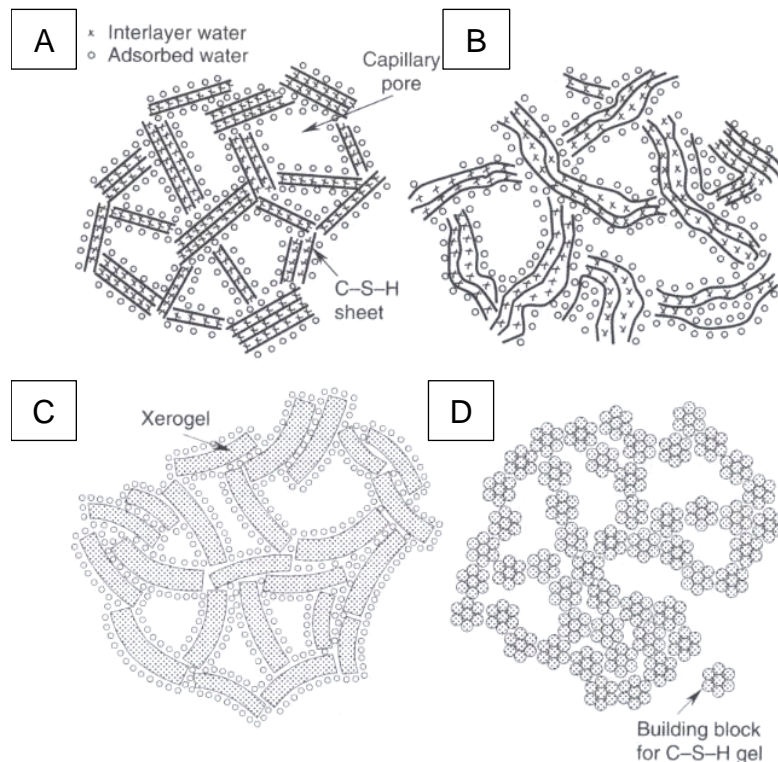 A
x Interlayer water
o Adsorbed water
Capillary
pore
C–S–H
sheet
B
C
Xerogel
D
Building block
for C–S–H gel